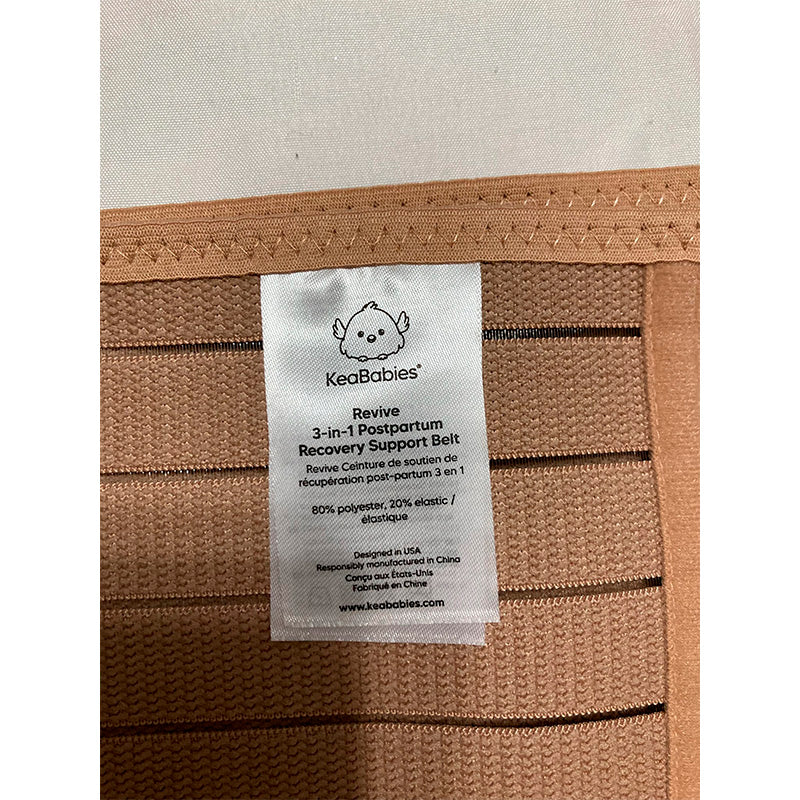 KeaBabies®
Revive
3-in-1 Postpartum
Recovery Support Belt
Revive Ceinture de soutien de
récupération post-partum 3 en 1
80% polyester, 20% elastic /
élastique
Designed in USA
Responsibly manufactured in China
Conçu aux États-Unis
Fabriqué en Chine
www.keababies.com